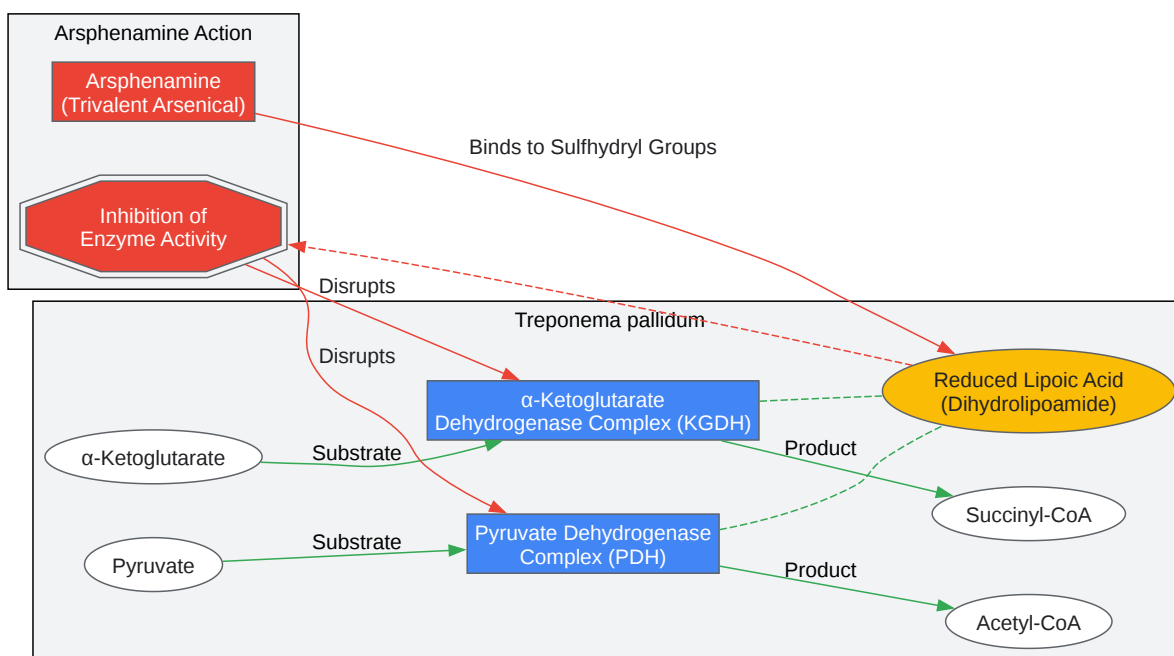 Arsphenamine Action
Arsphenamine
(Trivalent Arsenical)
Binds to Sulfhydryl Groups
Inhibition of
Enzyme Activity
Disrupts
Treponema pallidum
Disrupts
Reduced Lipoic Acid
(Dihydrolipoamide)
α-Ketoglutarate
Dehydrogenase Complex (KGDH)
α-Ketoglutarate
Substrate
Product
Succinyl-CoA
Pyruvate
Substrate
Pyruvate Dehydrogenase
Complex (PDH)
Product
Acetyl-CoA